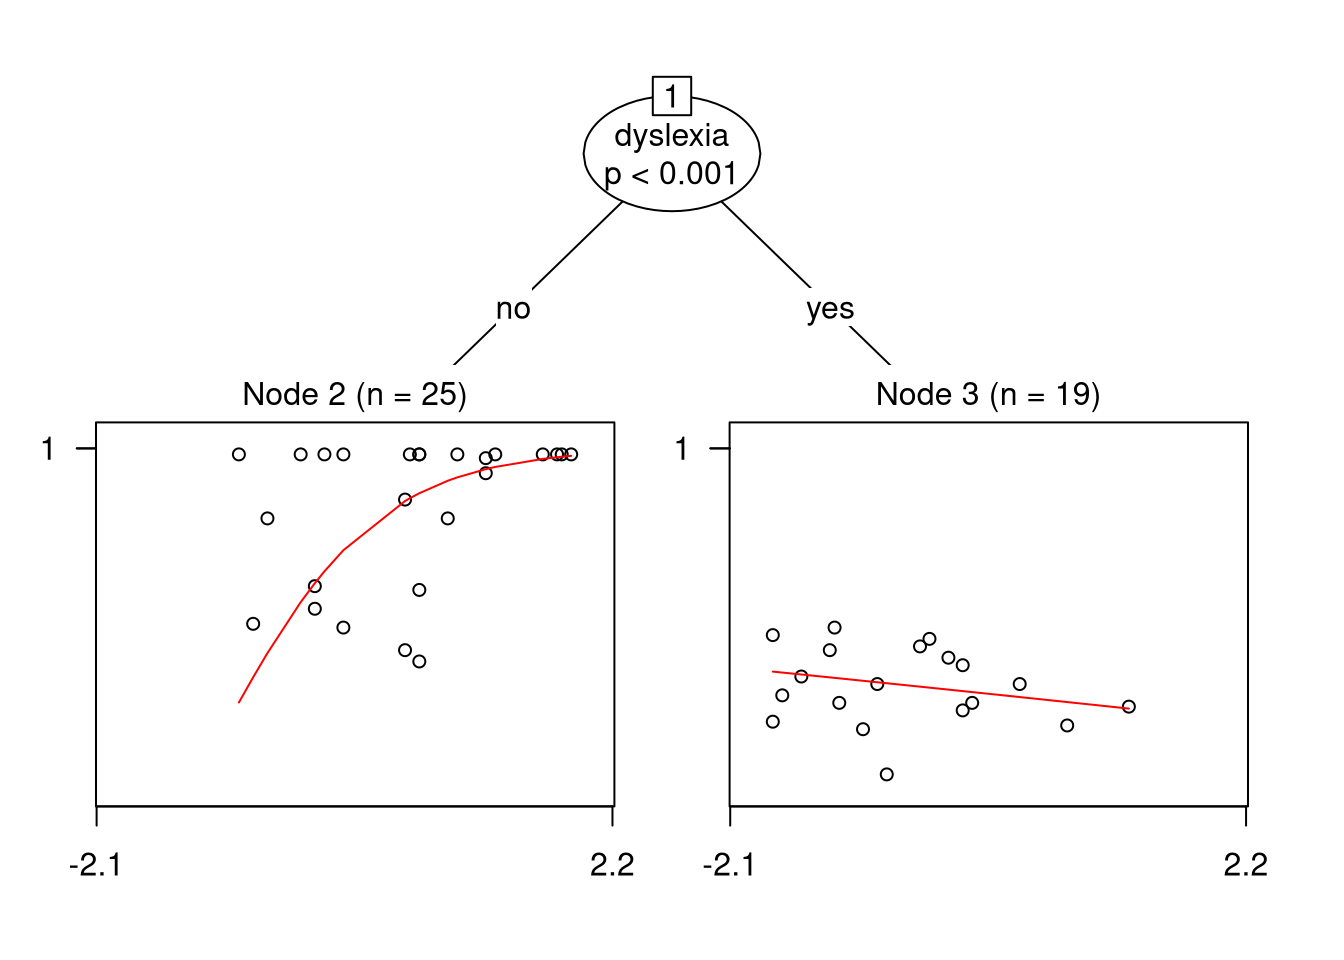 1
dyslexia
p < 0.001
no
yes
Node 2 (n = 25)
Node 3 (n = 19)
1
1
-2.1
2.2
-2.1
2.2